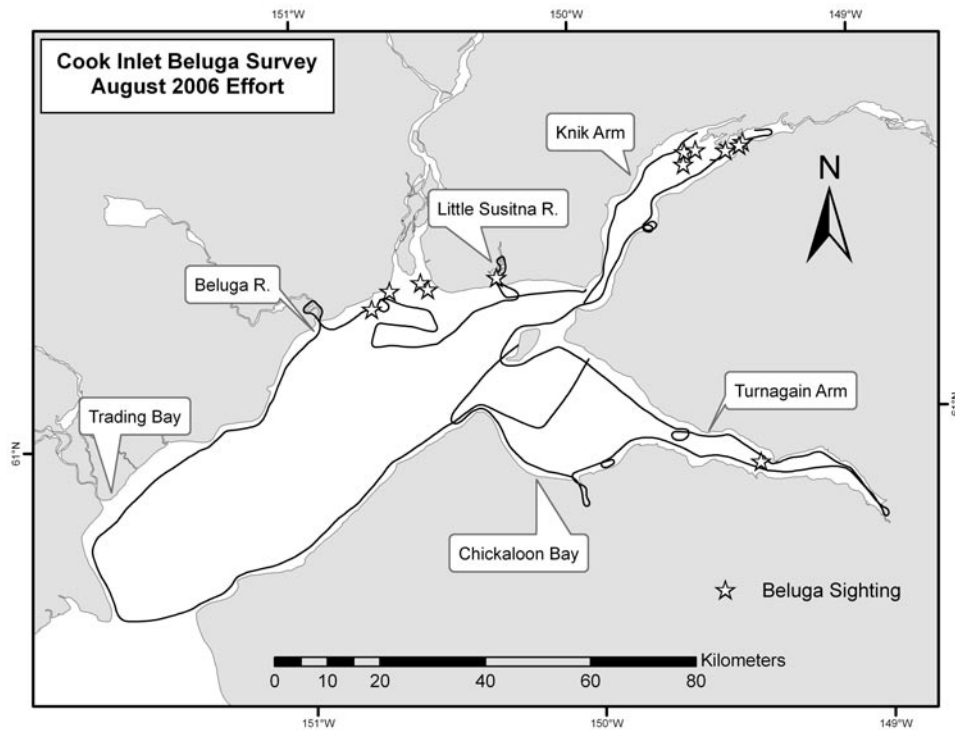 151°W
150°W
149°W
Cook Inlet Beluga Survey
August 2006 Effort
Knik Arm
N
Little Susitna R.
Beluga R.
Turnagain Arm
61°N
Trading Bay
61°N
Chickaloon Bay
Beluga Sighting
Kilometers
0 10 20 40 60 80
151°W
150°W
149°W